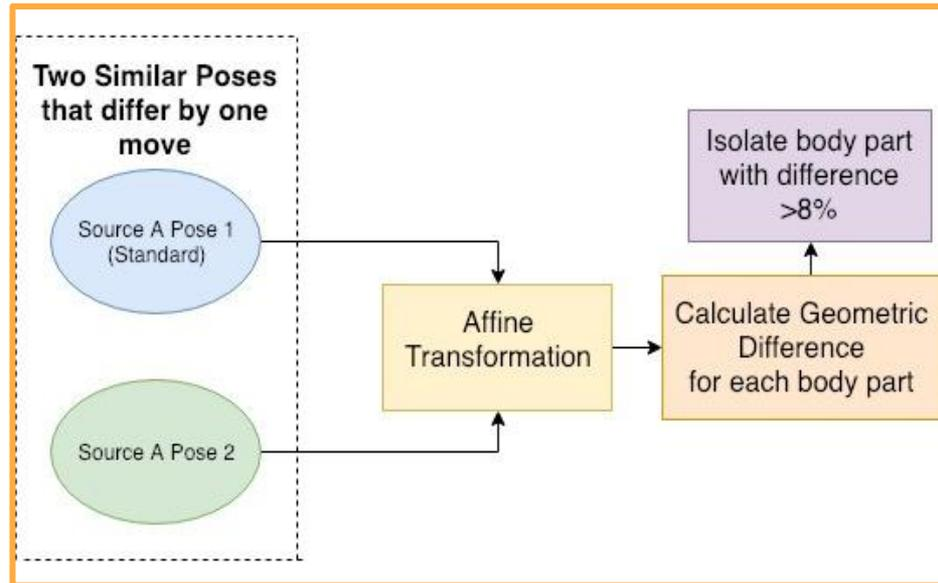 Two Similar Poses
that differ by one
move
Source A Pose 1
(Standard)
Source A Pose 2
Affine
Transformation
Calculate Geometric
Difference
for each body part
Isolate body part
with difference
>8%